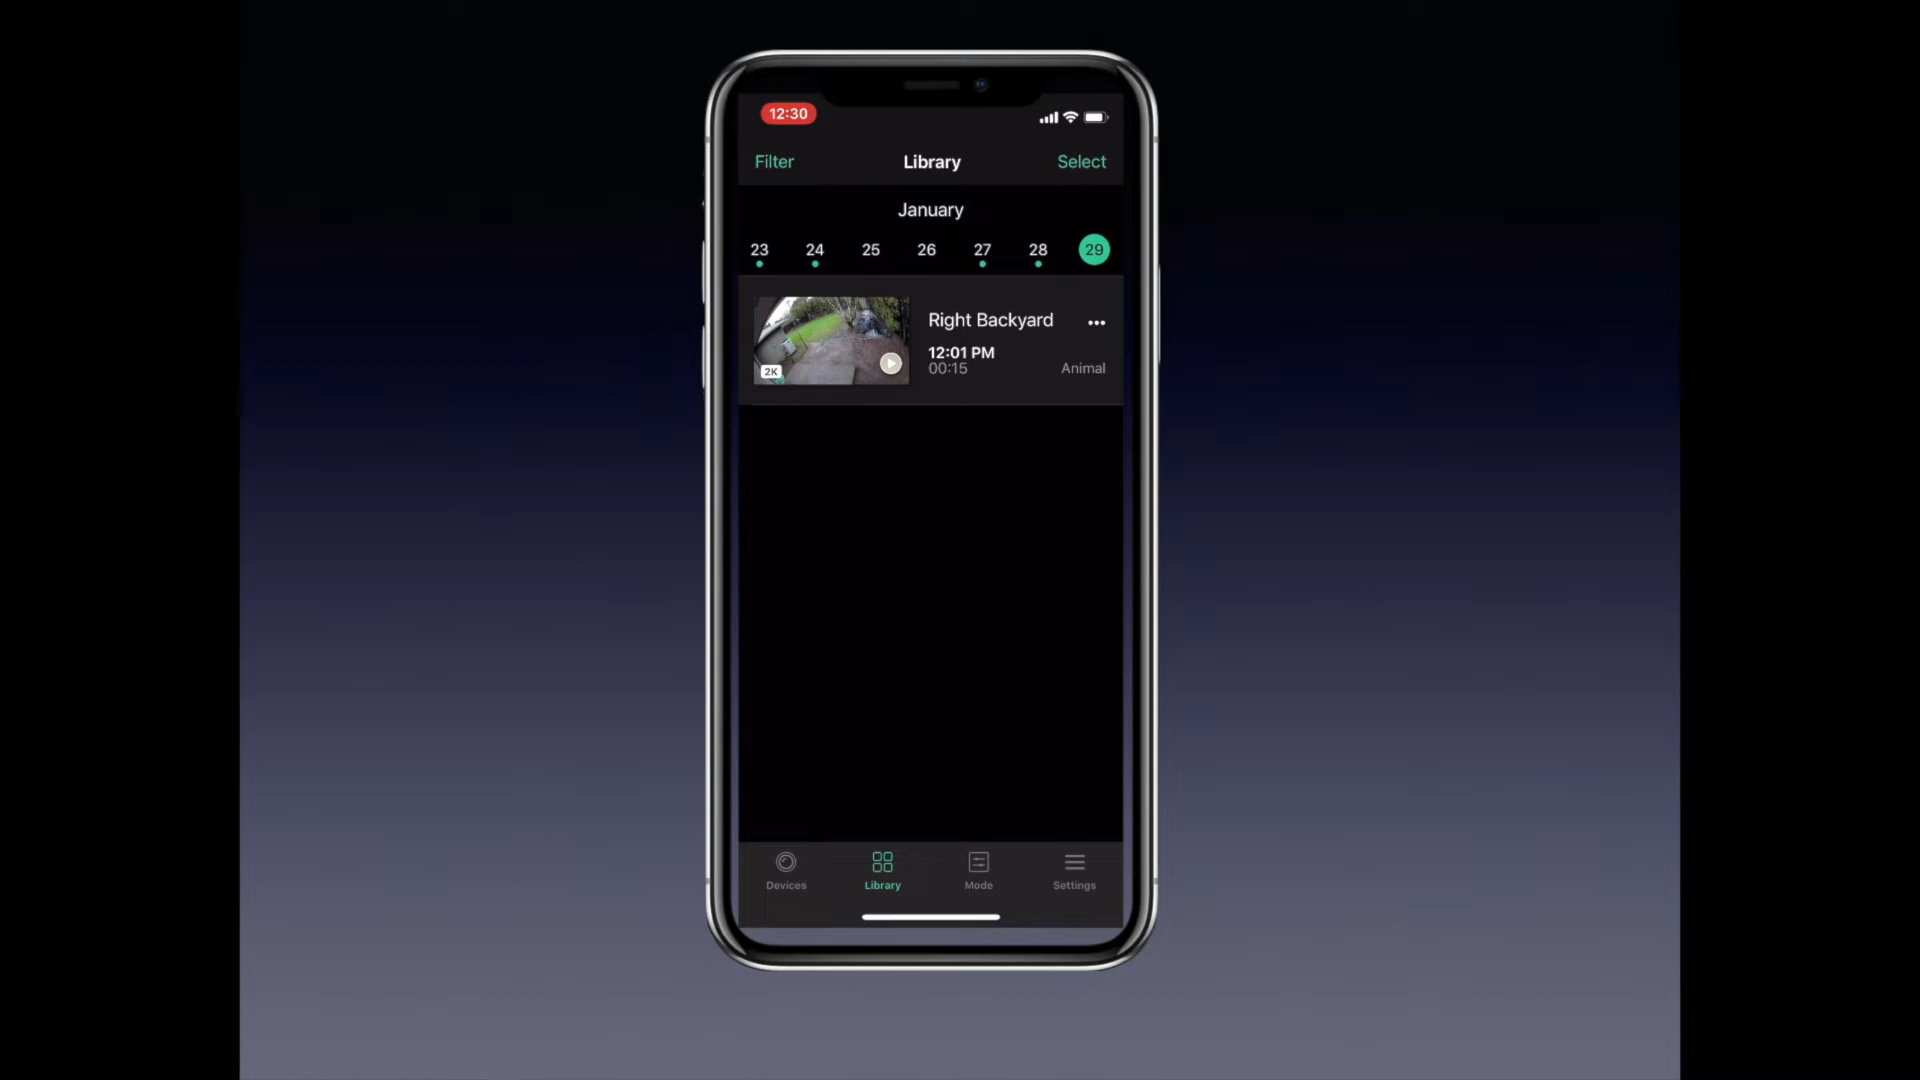 12:30
Filter Library Select
January
23 24 25 26 27 28 29
Right Backyard
12:01 PM
00:15 Animal
2K
Devices Library Mode Settings